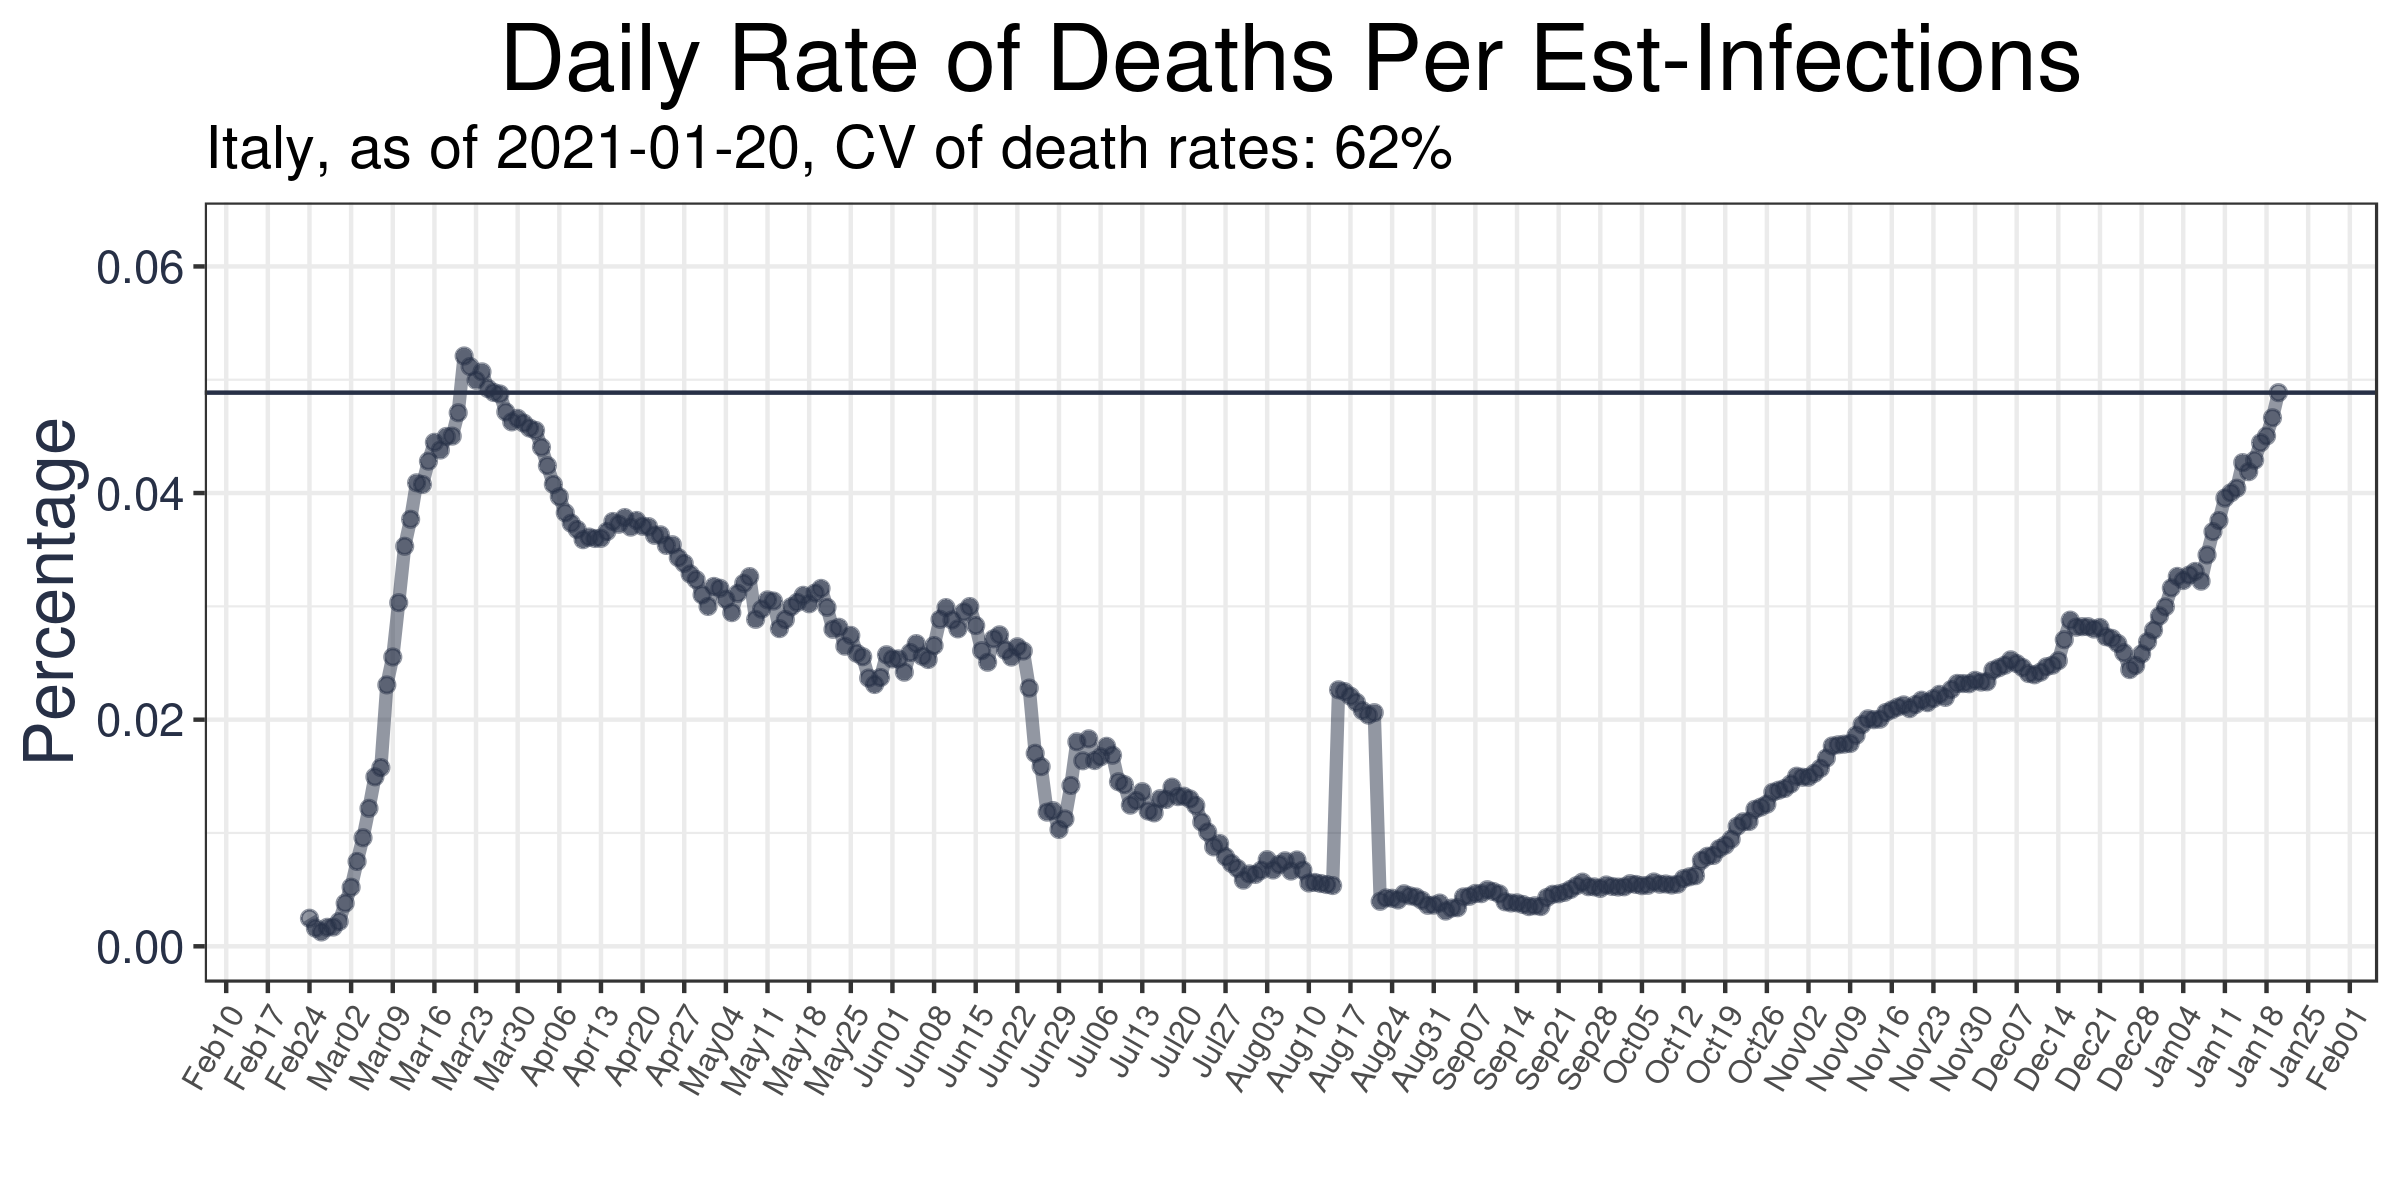 Daily Rate of Deaths Per Est-Infections
Italy, as of 2021-01-20, CV of death rates: 62%
Percentage
0.06
0.04
0.02
0.00
Feb10
Feb17
Feb24
Mar02
Mar09
Mar16
Mar23
Mar30
Apr06
Apr13
Apr20
Apr27
May04
May11
May18
May25
Jun01
Jun08
Jun15
Jun22
Jun29
Jul06
Jul13
Jul20
Jul27
Aug03
Aug10
Aug17
Aug24
Aug31
Sep07
Sep14
Sep21
Sep28
Oct05
Oct12
Oct19
Oct26
Nov02
Nov09
Nov16
Nov23
Nov30
Dec07
Dec14
Dec21
Dec28
Jan04
Jan11
Jan18
Jan25
Feb01